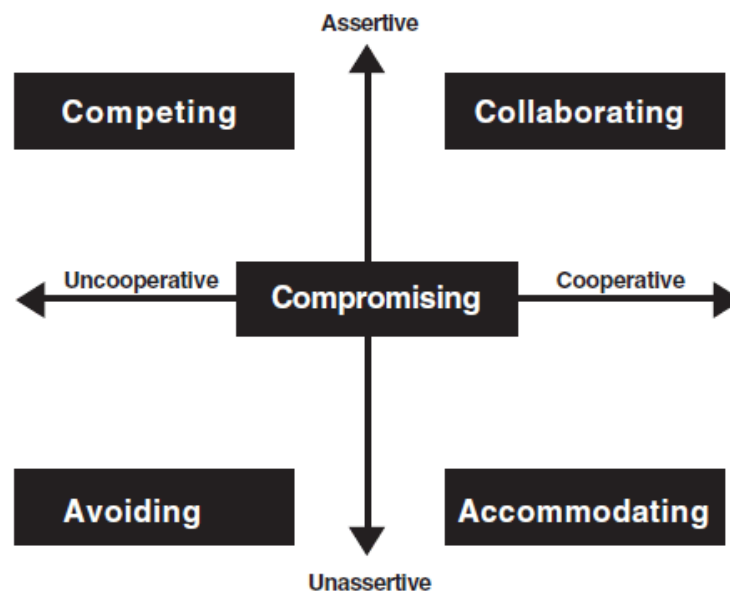 Assertive
Competing
Collaborating
Uncooperative
Compromising
Cooperative
Avoiding
Accommodating
Unassertive